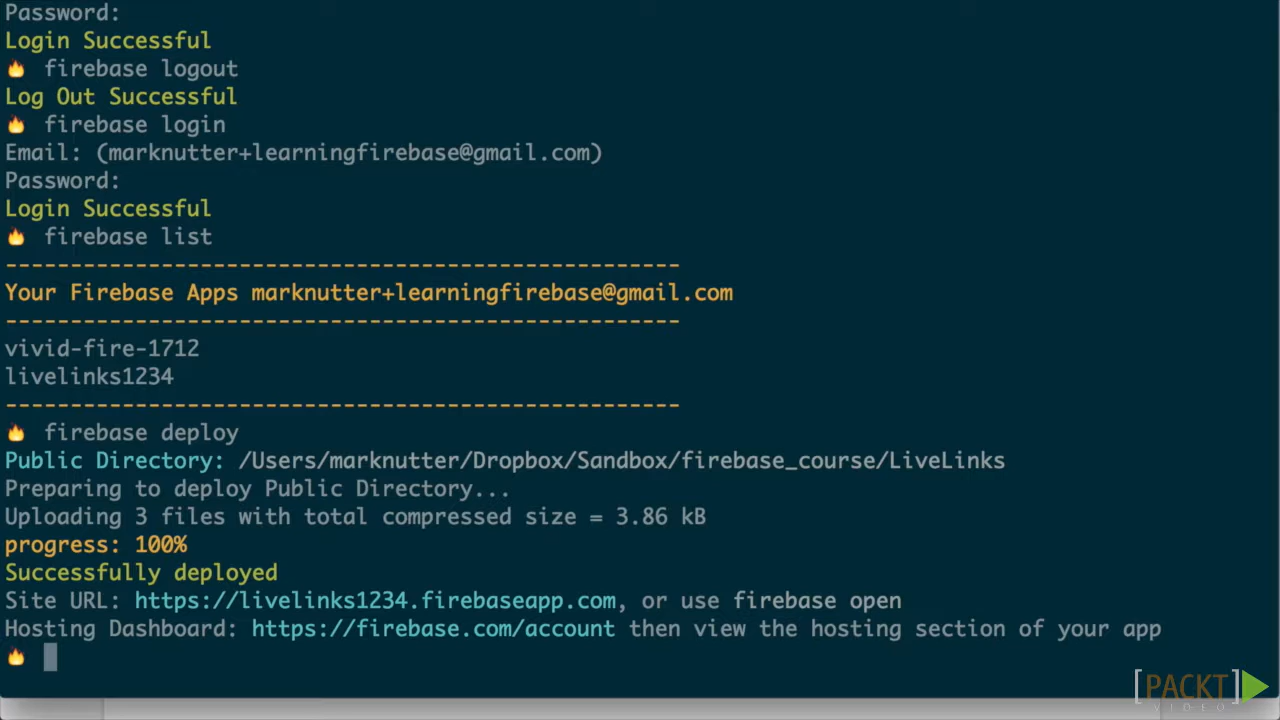 Password:
Login Successful
firebase logout
Log Out Successful
firebase login
Email: (marknutter+learningfirebase@gmail.com)
Password:
Login Successful
firebase list
----------------------------------------------------
Your Firebase Apps marknutter+learningfirebase@gmail.com
----------------------------------------------------
vivid-fire-1712
livelinks1234
----------------------------------------------------
firebase deploy
Public Directory: /Users/marknutter/Dropbox/Sandbox/firebase_course/LiveLinks
Preparing to deploy Public Directory...
Uploading 3 files with total compressed size = 3.86 kB
progress: 100%
Successfully deployed
Site URL: https://livelinks1234.firebaseapp.com, or use firebase open
Hosting Dashboard: https://firebase.com/account then view the hosting section of your app
[PACKT]
VIDEO